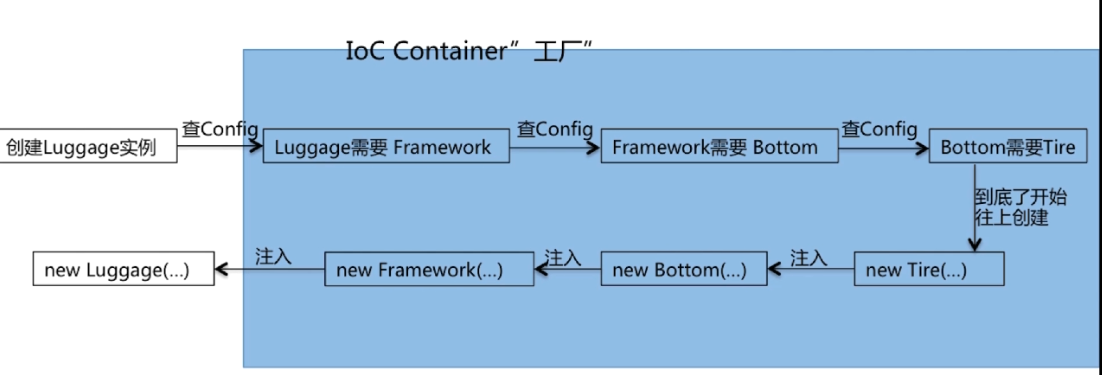 IoC Container”工厂“
创建Luggage实例
查Config
Luggage需要 Framework
查Config
Framework需要 Bottom
查Config
Bottom需要Tire
到底了开始
往上创建
new Luggage(...)
注入
new Framework(...)
注入
new Bottom(...)
注入
new Tire(...)